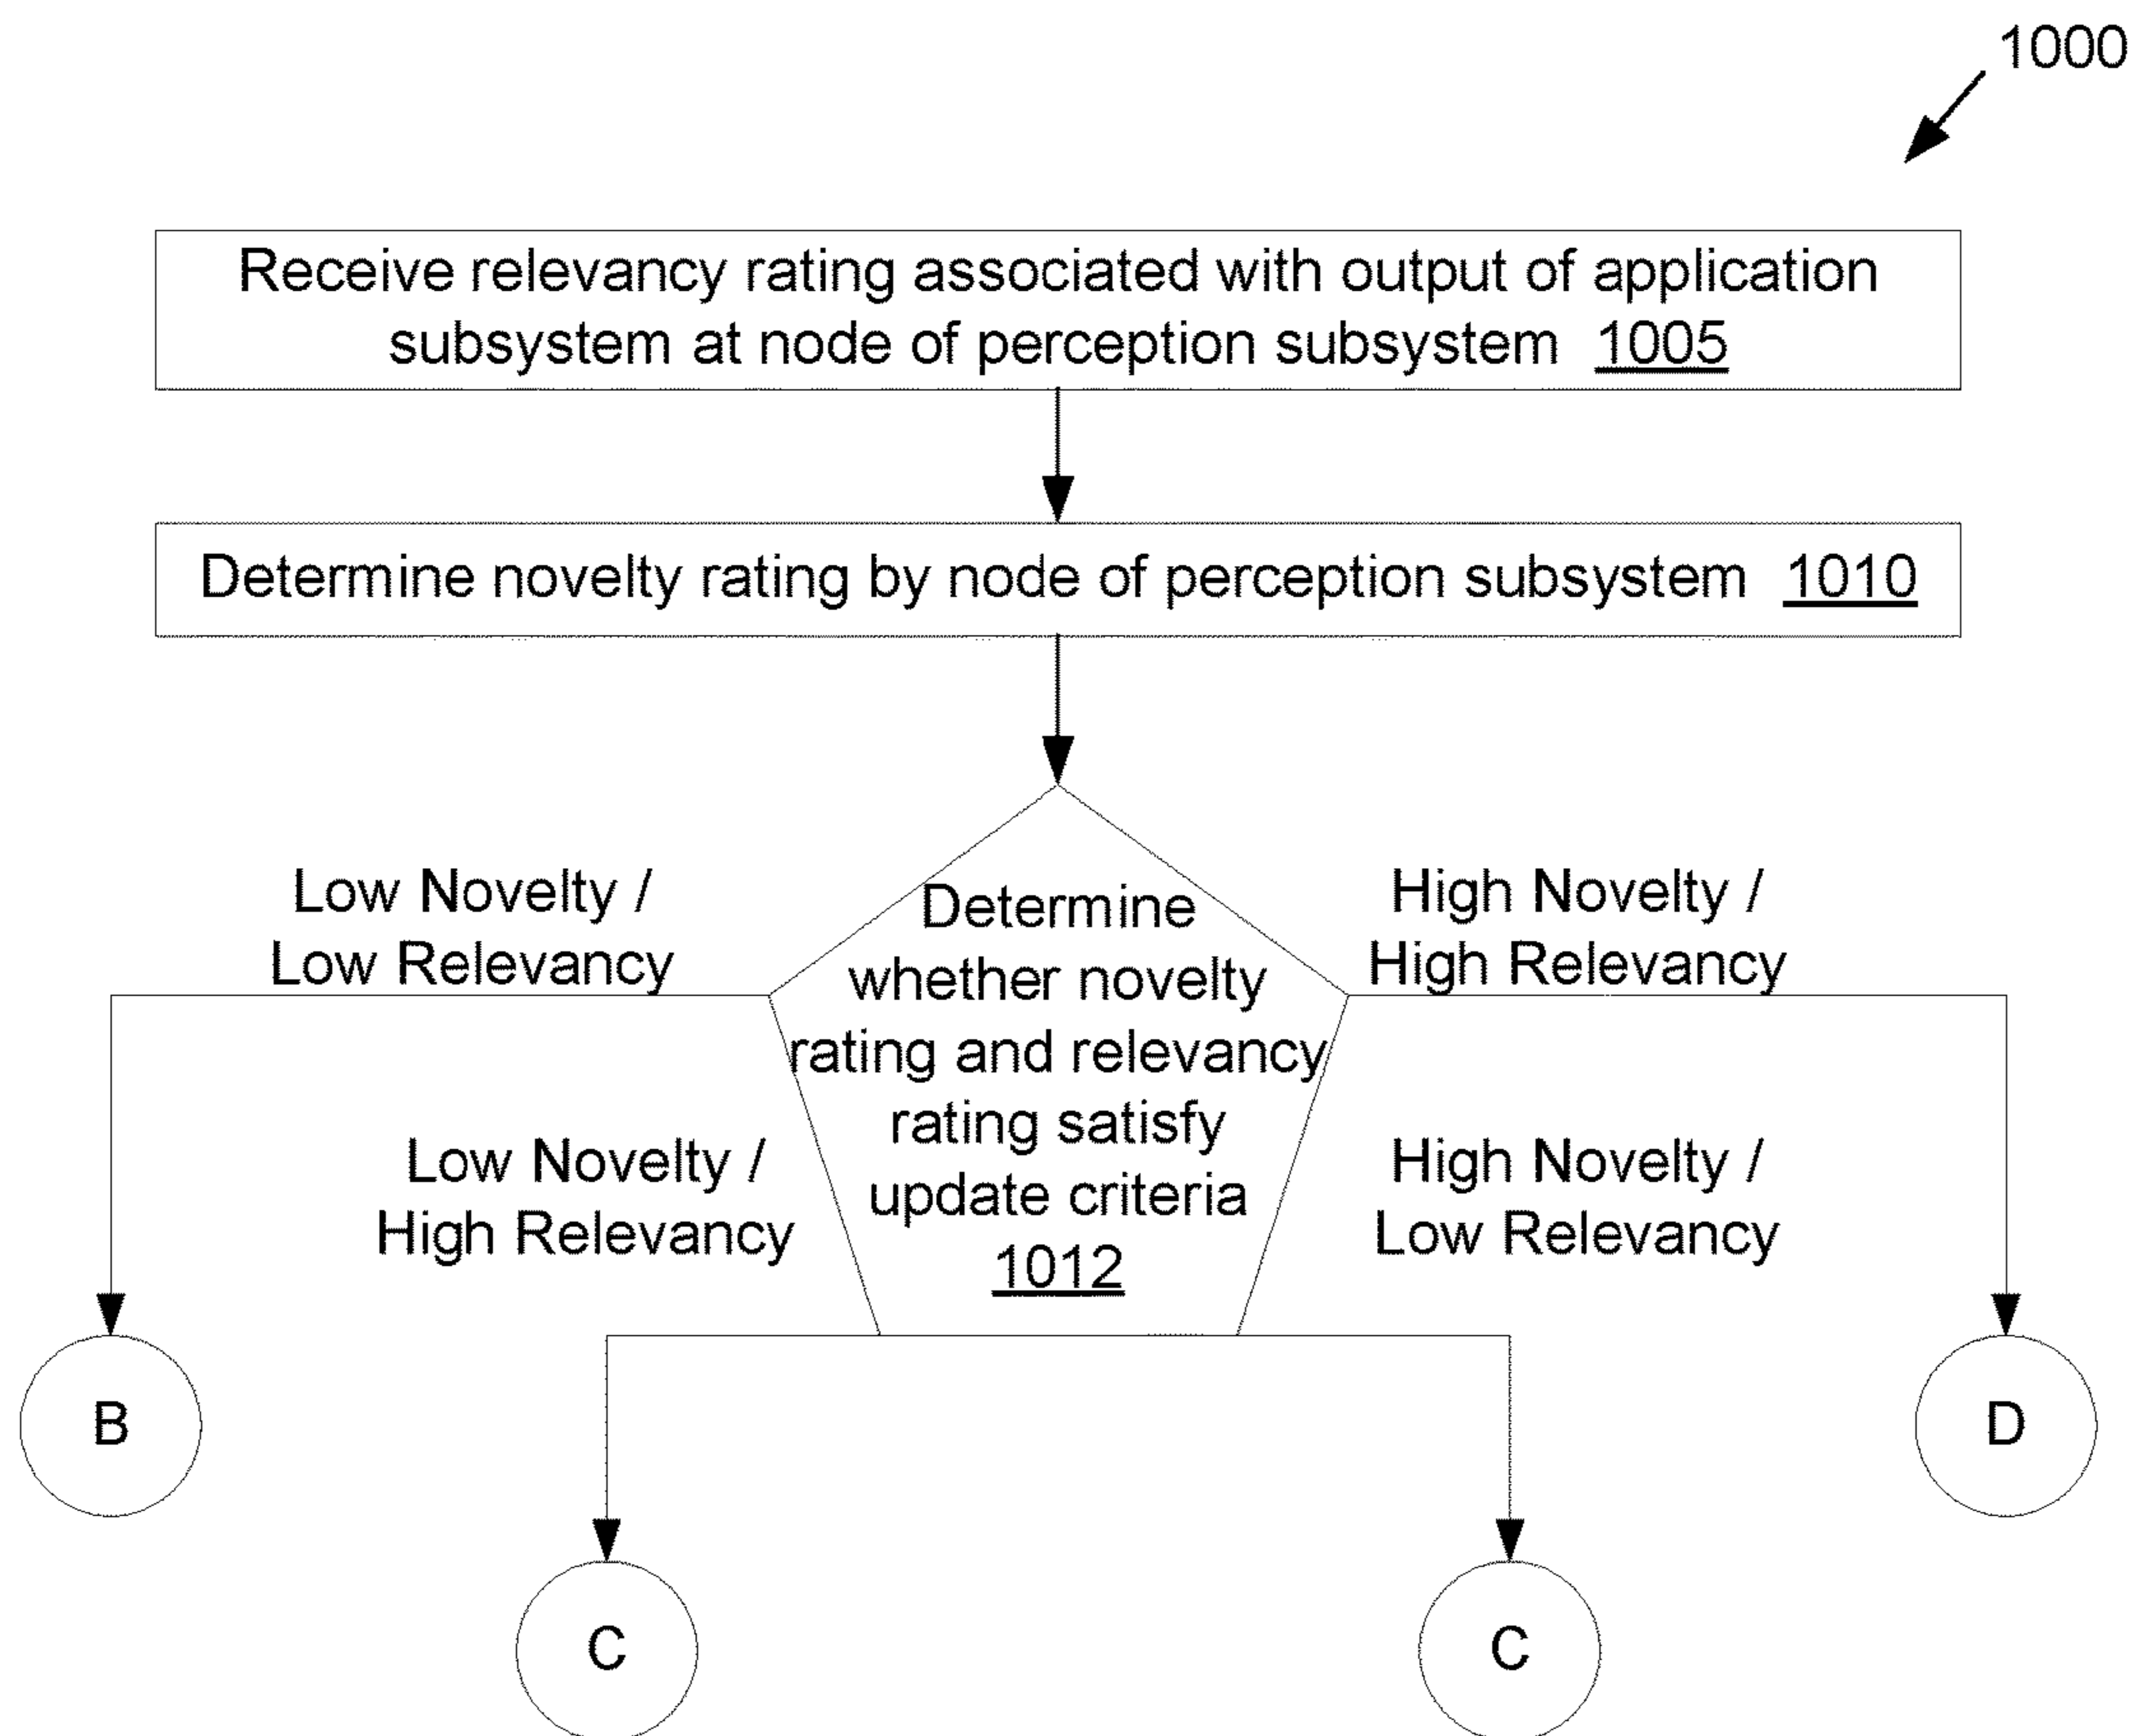 1000
Receive relevancy rating associated with output of application
subsystem at node of perception subsystem 1005
Determine novelty rating by node of perception subsystem 1010
Low Novelty /
Low Relevancy
Determine
whether novelty
rating and relevancy
rating satisfy
update criteria
1012
High Novelty /
High Relevancy
Low Novelty /
High Relevancy
High Novelty /
Low Relevancy
B
D
C
C